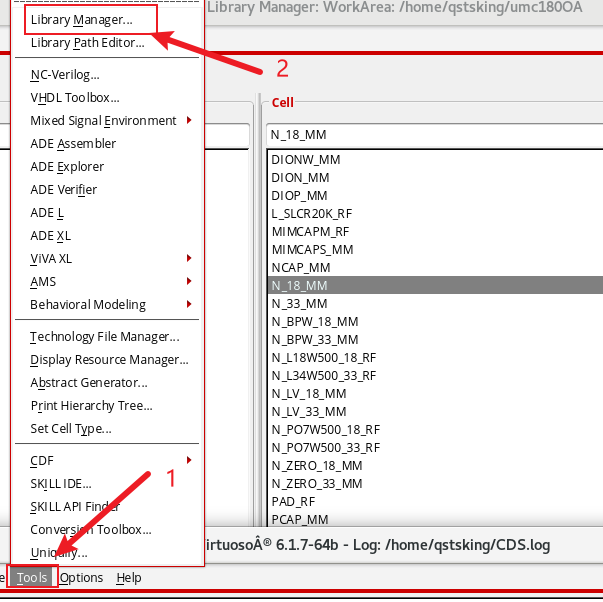 Library Manager: WorkArea: /home/qstsking/umc180OA
Library Manager...
Library Path Editor...
2
NC-Verilog...
VHDL Toolbox...
Mixed Signal Environment
ADE Assembler
ADE Explorer
ADE Verifier
ADE L
ADE XL
ViVA XL
AMS
Behavioral Modeling
Technology File Manager...
Display Resource Manager...
Abstract Generator...
Print Hierarchy Tree...
Set Cell Type...
CDF
SKILL IDE...
SKILL API Finder
Conversion Toolbox...
Uniquify...
1
Cell
N_18_MM
DIONW_MM
DION_MM
DIOP_MM
L_SLCR20K_RF
MIMCAPM_RF
MIMCAPS_MM
NCAP_MM
N_18_MM
N_33_MM
N_BPW_18_MM
N_BPW_33_MM
N_L18W500_18_RF
N_L34W500_33_RF
N_LV_18_MM
N_LV_33_MM
N_PO7W500_18_RF
N_PO7W500_33_RF
N_ZERO_18_MM
N_ZERO_33_MM
PAD_RF
PCAP_MM
irtuosoÂ® 6.1.7-64b - Log: /home/qstsking/CDS.log
e Tools Options Help